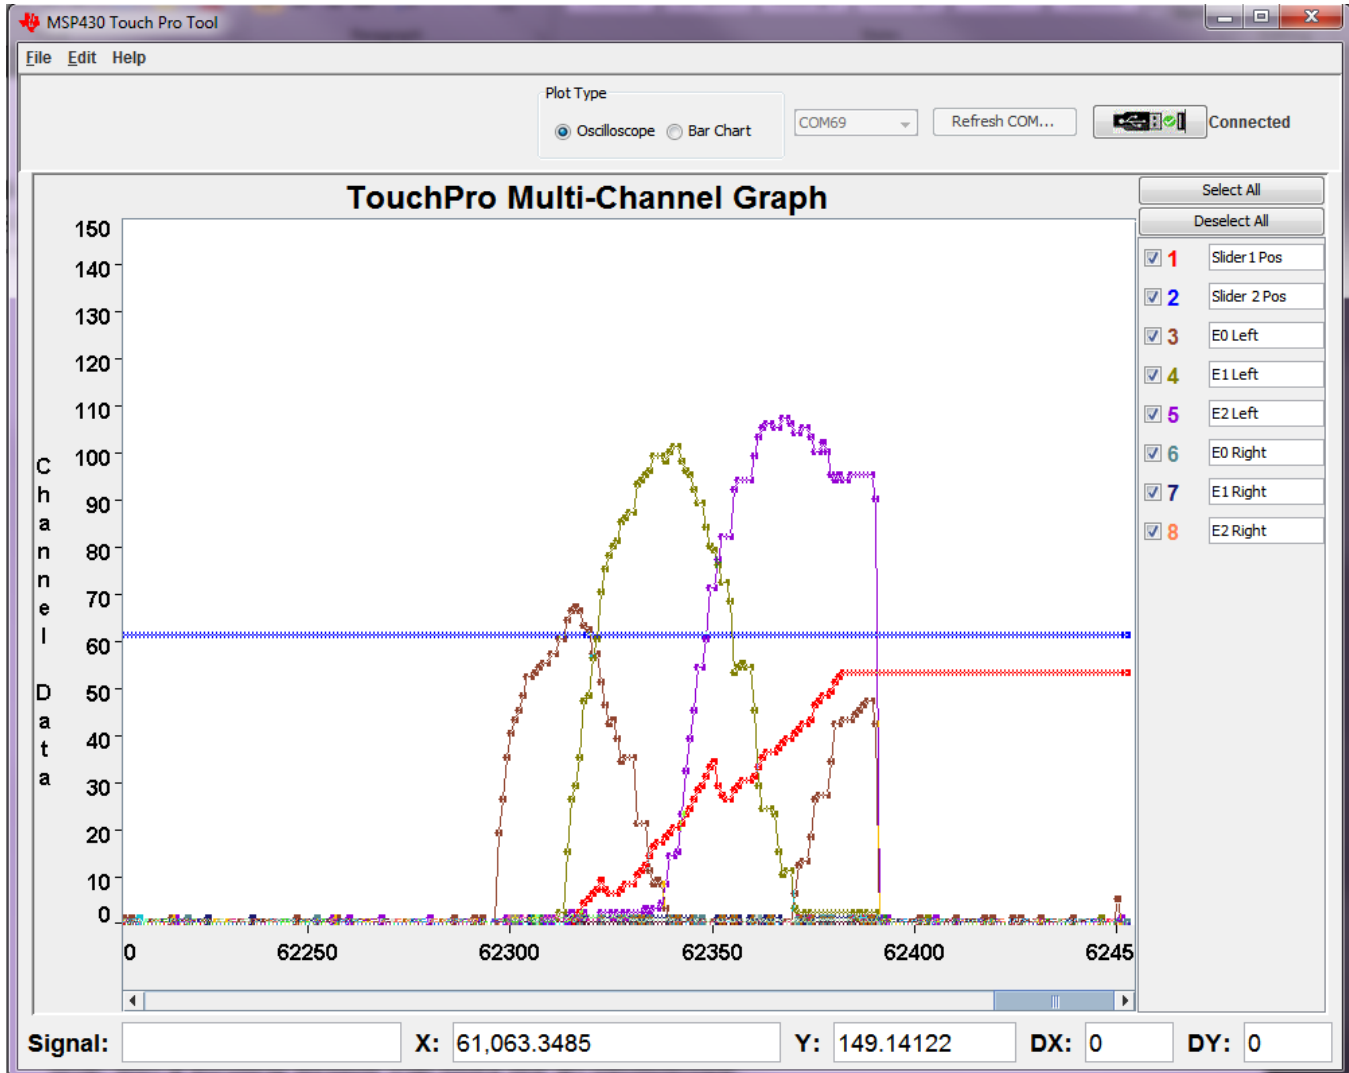 MSP430 Touch Pro Tool
File Edit Help
Plot Type
Oscilloscope Bar Chart COM69 Refresh COM... Connected
TouchPro Multi-Channel Graph
Select All
Deselect All
1 Slider 1 Pos
2 Slider 2 Pos
3 E0 Left
4 E1 Left
5 E2 Left
6 E0 Right
7 E1 Right
8 E2 Right
Channel Data
150
140
130
120
110
100
90
80
70
60
50
40
30
20
10
0
0 62250 62300 62350 62400 6245
Signal: X: 61,063.3485 Y: 149.14122 DX: 0 DY: 0